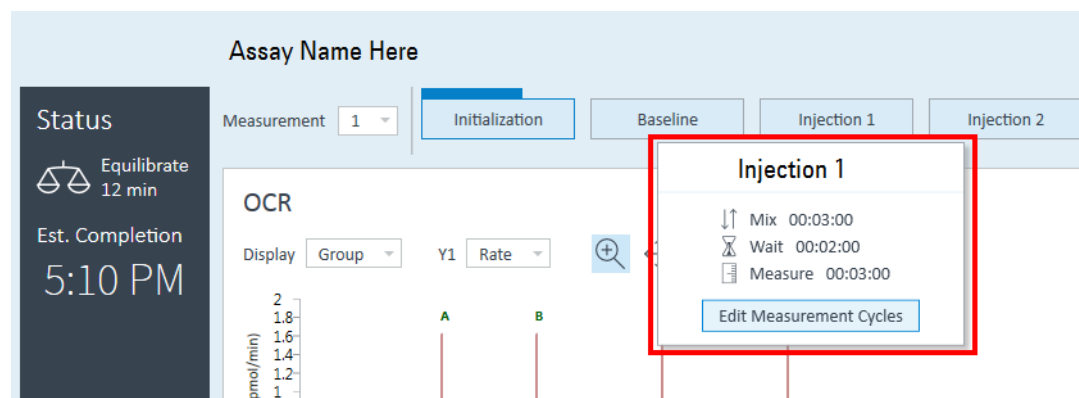 Assay Name Here
Status
Equilibrate
12 min
Est. Completion
5:10 PM
Measurement 1 Initialization Baseline Injection 1 Injection 2
OCR
Display Group Y1 Rate
Injection 1
Mix 00:03:00
Wait 00:02:00
Measure 00:03:00
Edit Measurement Cycles
2
1.8
1.6
1.4
1.2
1
pmol/min)
A B